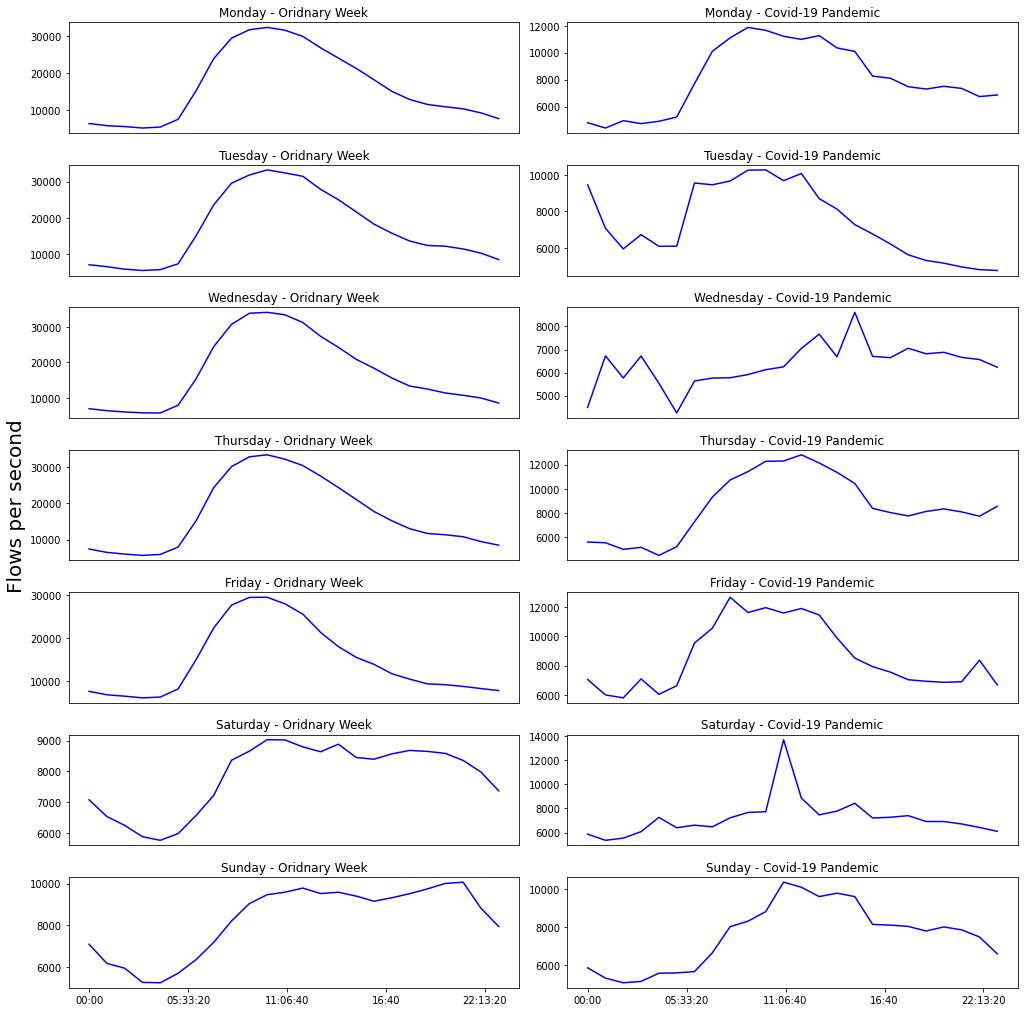 Monday - Oridnary Week
30000
20000
10000
Monday - Covid-19 Pandemic
12000
10000
8000
6000
Tuesday - Oridnary Week
30000
20000
10000
Tuesday - Covid-19 Pandemic
10000
8000
6000
Wednesday - Oridnary Week
30000
20000
10000
Wednesday - Covid-19 Pandemic
8000
7000
6000
5000
Flows per second
Thursday - Oridnary Week
30000
20000
10000
Thursday - Covid-19 Pandemic
12000
10000
8000
6000
Friday - Oridnary Week
30000
20000
10000
Friday - Covid-19 Pandemic
12000
10000
8000
6000
Saturday - Oridnary Week
9000
8000
7000
6000
Saturday - Covid-19 Pandemic
14000
12000
10000
8000
6000
Sunday - Oridnary Week
10000
8000
6000
00:00 05:33:20 11:06:40 16:40 22:13:20
Sunday - Covid-19 Pandemic
10000
8000
6000
00:00 05:33:20 11:06:40 16:40 22:13:20